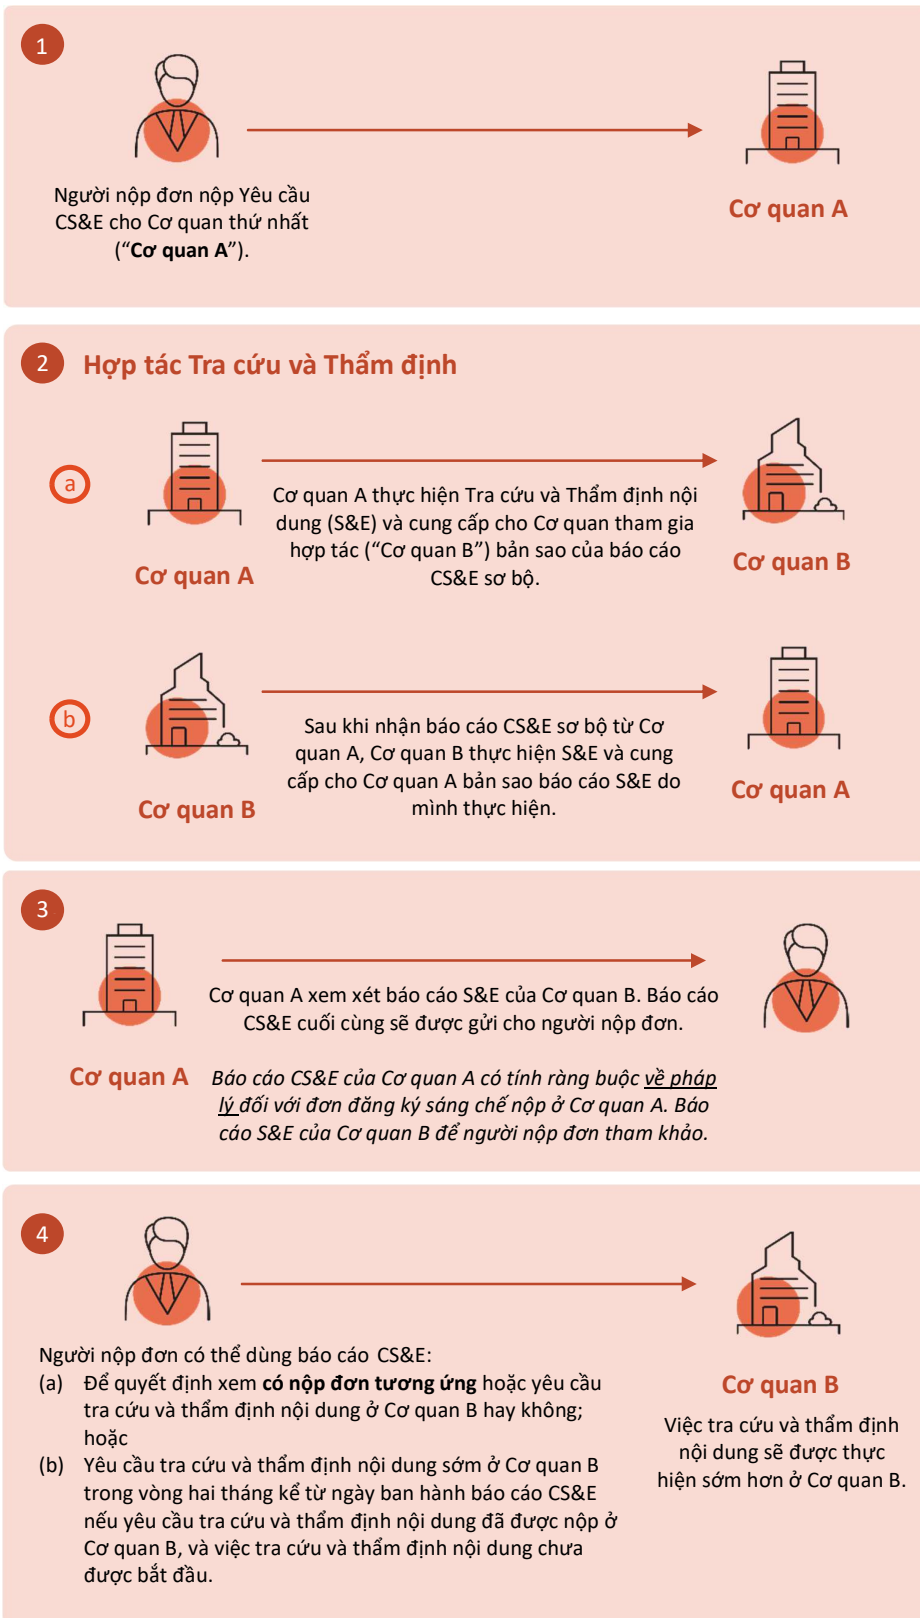 1
Người nộp đơn nộp Yêu cầu
CS&E cho Cơ quan thứ nhất
(“Cơ quan A”).
Cơ quan A
2 Hợp tác Tra cứu và Thẩm định
a
Cơ quan A
Cơ quan A thực hiện Tra cứu và Thẩm định nội
dung (S&E) và cung cấp cho Cơ quan tham gia
hợp tác (“Cơ quan B”) bản sao của báo cáo
CS&E sơ bộ.
Cơ quan B
b
Cơ quan B
Sau khi nhận báo cáo CS&E sơ bộ từ Cơ
quan A, Cơ quan B thực hiện S&E và cung
cấp cho Cơ quan A bản sao báo cáo S&E do
mình thực hiện.
Cơ quan A
3
Cơ quan A
Cơ quan A xem xét báo cáo S&E của Cơ quan B. Báo cáo
CS&E cuối cùng sẽ được gửi cho người nộp đơn.
Báo cáo CS&E của Cơ quan A có tính ràng buộc về pháp
lý đối với đơn đăng ký sáng chế nộp ở Cơ quan A. Báo
cáo S&E của Cơ quan B để người nộp đơn tham khảo.
4
Người nộp đơn có thể dùng báo cáo CS&E:
(a) Để quyết định xem có nộp đơn tương ứng hoặc yêu cầu
tra cứu và thẩm định nội dung ở Cơ quan B hay không;
hoặc
(b) Yêu cầu tra cứu và thẩm định nội dung sớm ở Cơ quan B
trong vòng hai tháng kể từ ngày ban hành báo cáo CS&E
nếu yêu cầu tra cứu và thẩm định nội dung đã được nộp ở
Cơ quan B, và việc tra cứu và thẩm định nội dung chưa
được bắt đầu.
Cơ quan B
Việc tra cứu và thẩm định
nội dung sẽ được thực
hiện sớm hơn ở Cơ quan B.